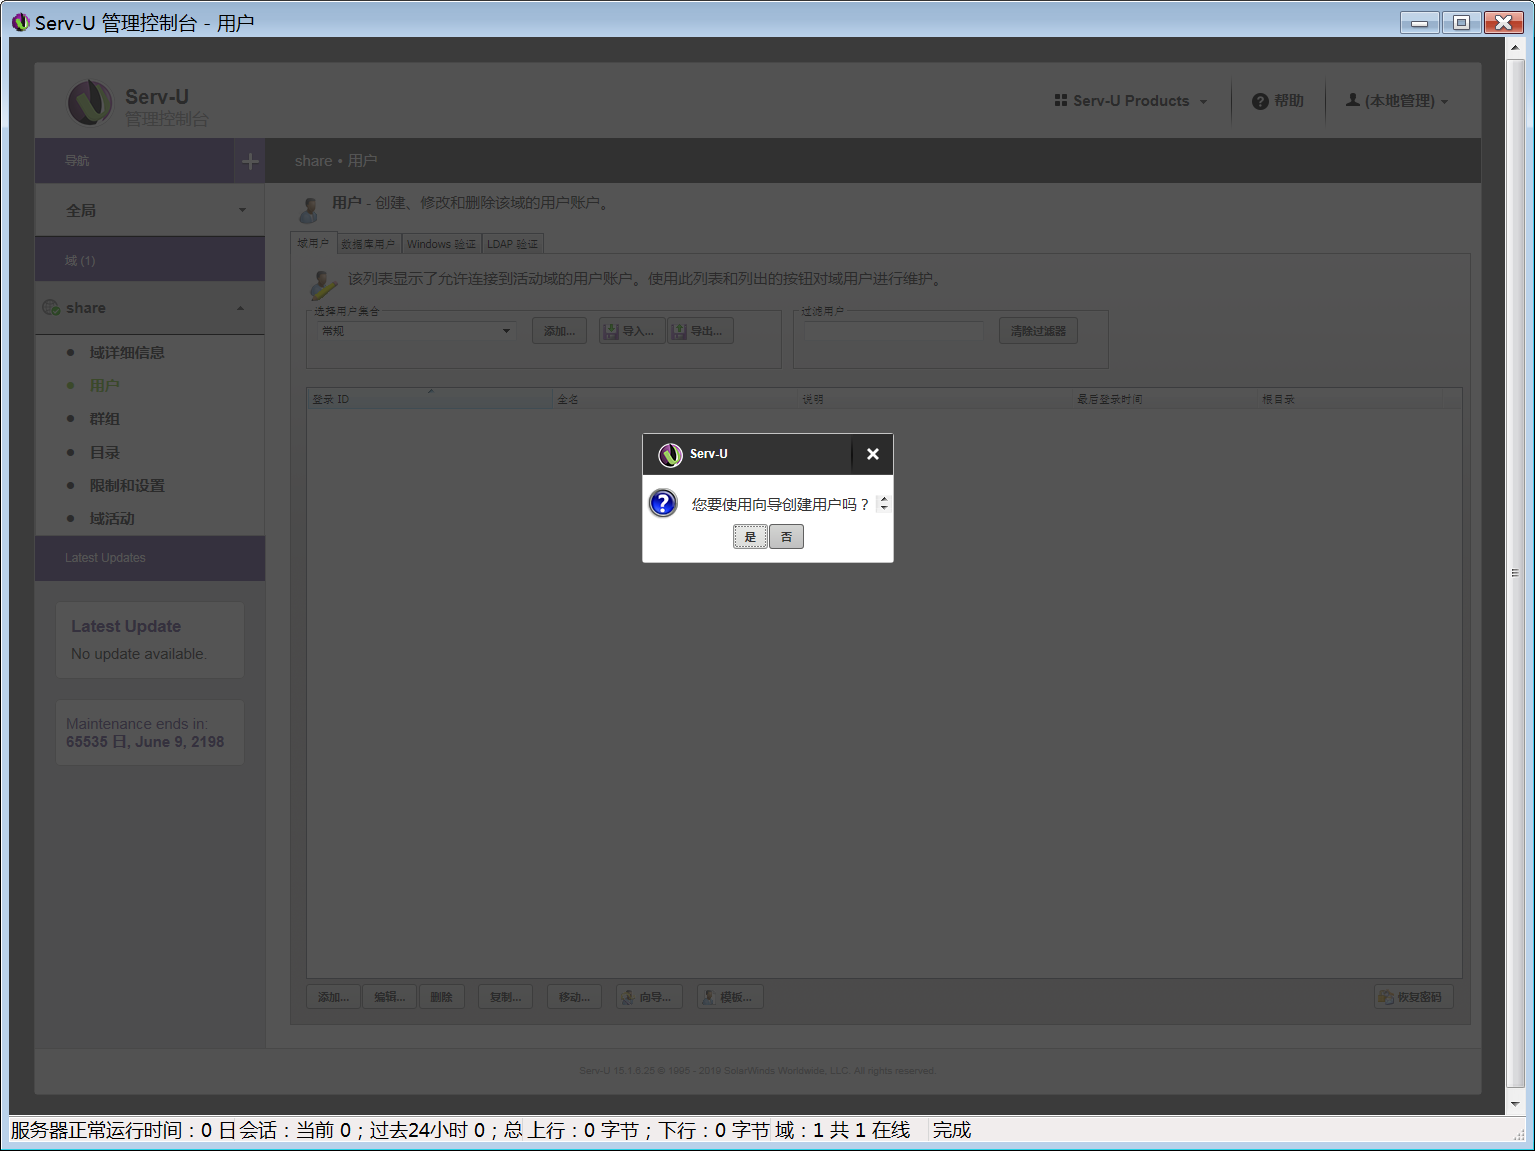 Serv-U 管理控制台 - 用户
Serv-U
管理控制台
Serv-U Products
帮助
(本地管理)
导航
share • 用户
全局
用户 - 创建、修改和删除该域的用户账户。
域用户
数据库用户
Windows 验证
LDAP 验证
域 (1)
该列表显示了允许连接到活动域的用户账户。使用此列表和列出的按钮对域用户进行维护。
share
选择用户集合
常规
添加...
导入...
导出...
过滤用户
清除过滤器
域详细信息
用户
群组
目录
限制和设置
域活动
登录 ID
全名
说明
最后登录时间
根目录
Serv-U
您要使用向导创建用户吗？
是
否
Latest Updates
Latest Update
No update available.
Maintenance ends in:
65535 日, June 9, 2198
添加...
编辑...
删除
复制...
移动...
向导...
模板...
恢复密码
Serv-U 15.1.6.25 © 1995 - 2019 SolarWinds Worldwide, LLC. All rights reserved.
服务器正常运行时间：0 日 会话：当前 0；过去24小时 0；总 上行：0 字节；下行：0 字节 域：1 共 1 在线 完成